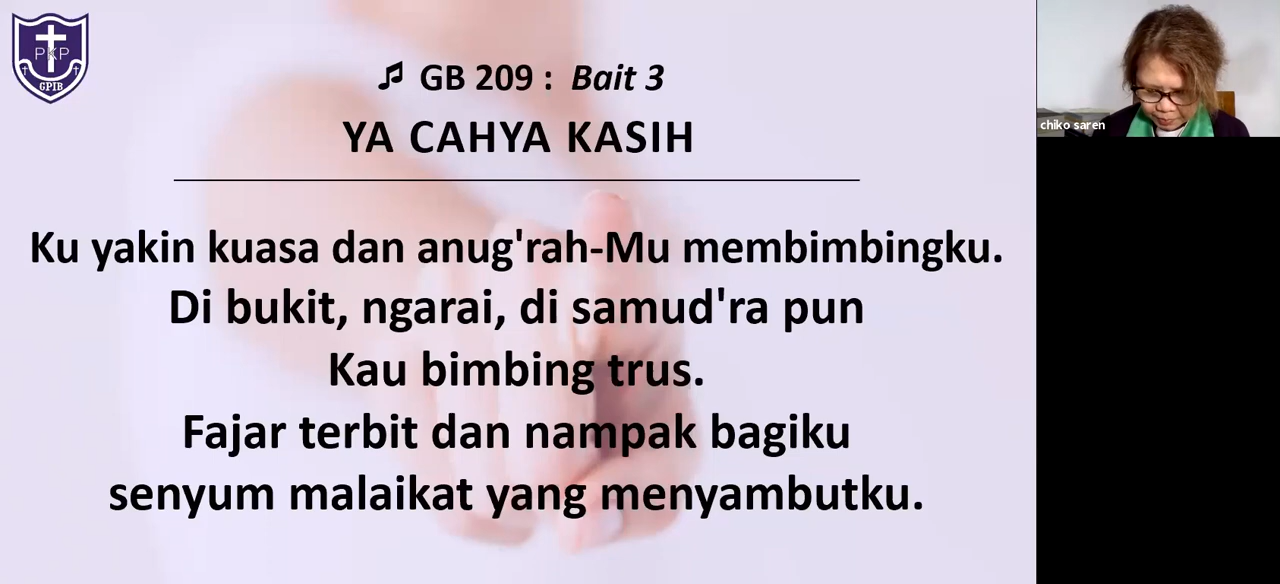 PKP
GPIB
♫ GB 209 : Bait 3
YA CAHYA KASIH
Ku yakin kuasa dan anug'rah-Mu membimbingku.
Di bukit, ngarai, di samud'ra pun
Kau bimbing trus.
Fajar terbit dan nampak bagiku
senyum malaikat yang menyambutku.
chiko saren